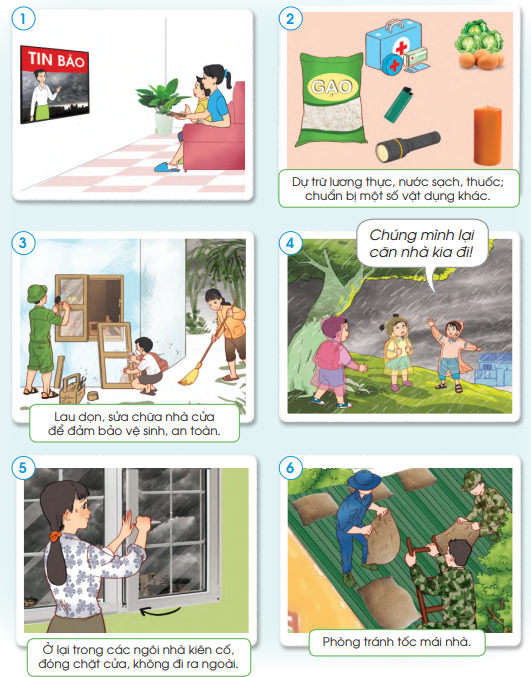 1
TIN BÃO
2
GẠO
Dự trữ lương thực, nước sạch, thuốc;
chuẩn bị một số vật dụng khác.
3
Lau dọn, sửa chữa nhà cửa
để đảm bảo vệ sinh, an toàn.
4
Chúng mình lại
căn nhà kia đi!
5
Ở lại trong các ngôi nhà kiên cố,
đóng chặt cửa, không đi ra ngoài.
6
Phòng tránh tốc mái nhà.